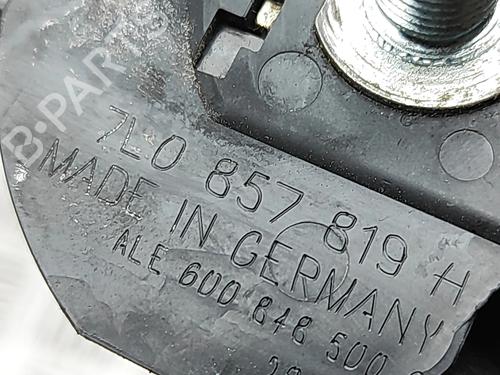 B-PARTS
7L0 857 819 H
MADE IN GERMANY
ALE 600 848 500